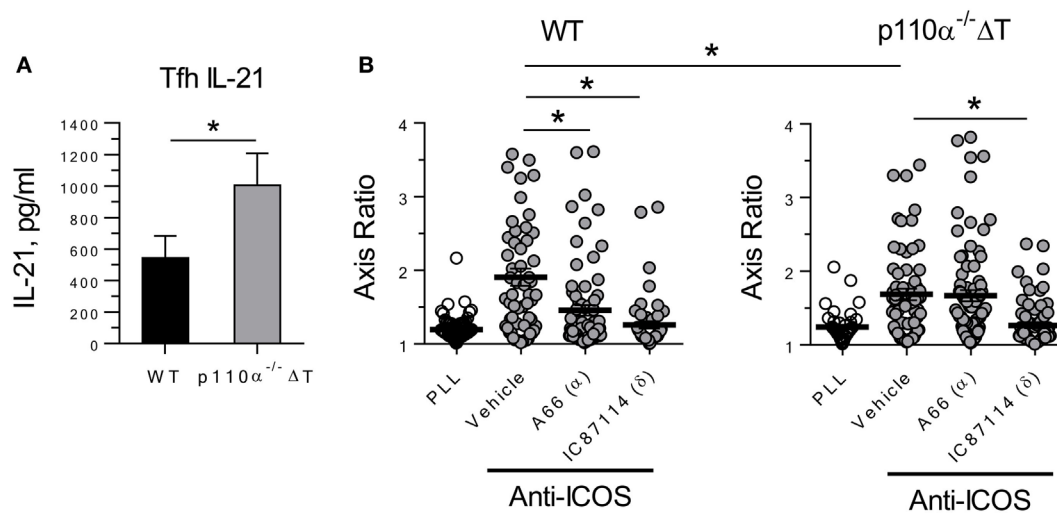 A
Tfh IL-21
IL-21, pg/ml
1400
1200
1000
800
600
400
200
0
*
WT
p110α-/-ΔT
B
WT
p110α-/-ΔT
*
*
*
*
Axis Ratio
4
3
2
1
PLL
Vehicle
A66 (α)
IC87114 (δ)
Anti-ICOS
Axis Ratio
4
3
2
1
PLL
Vehicle
A66 (α)
IC87114 (δ)
Anti-ICOS